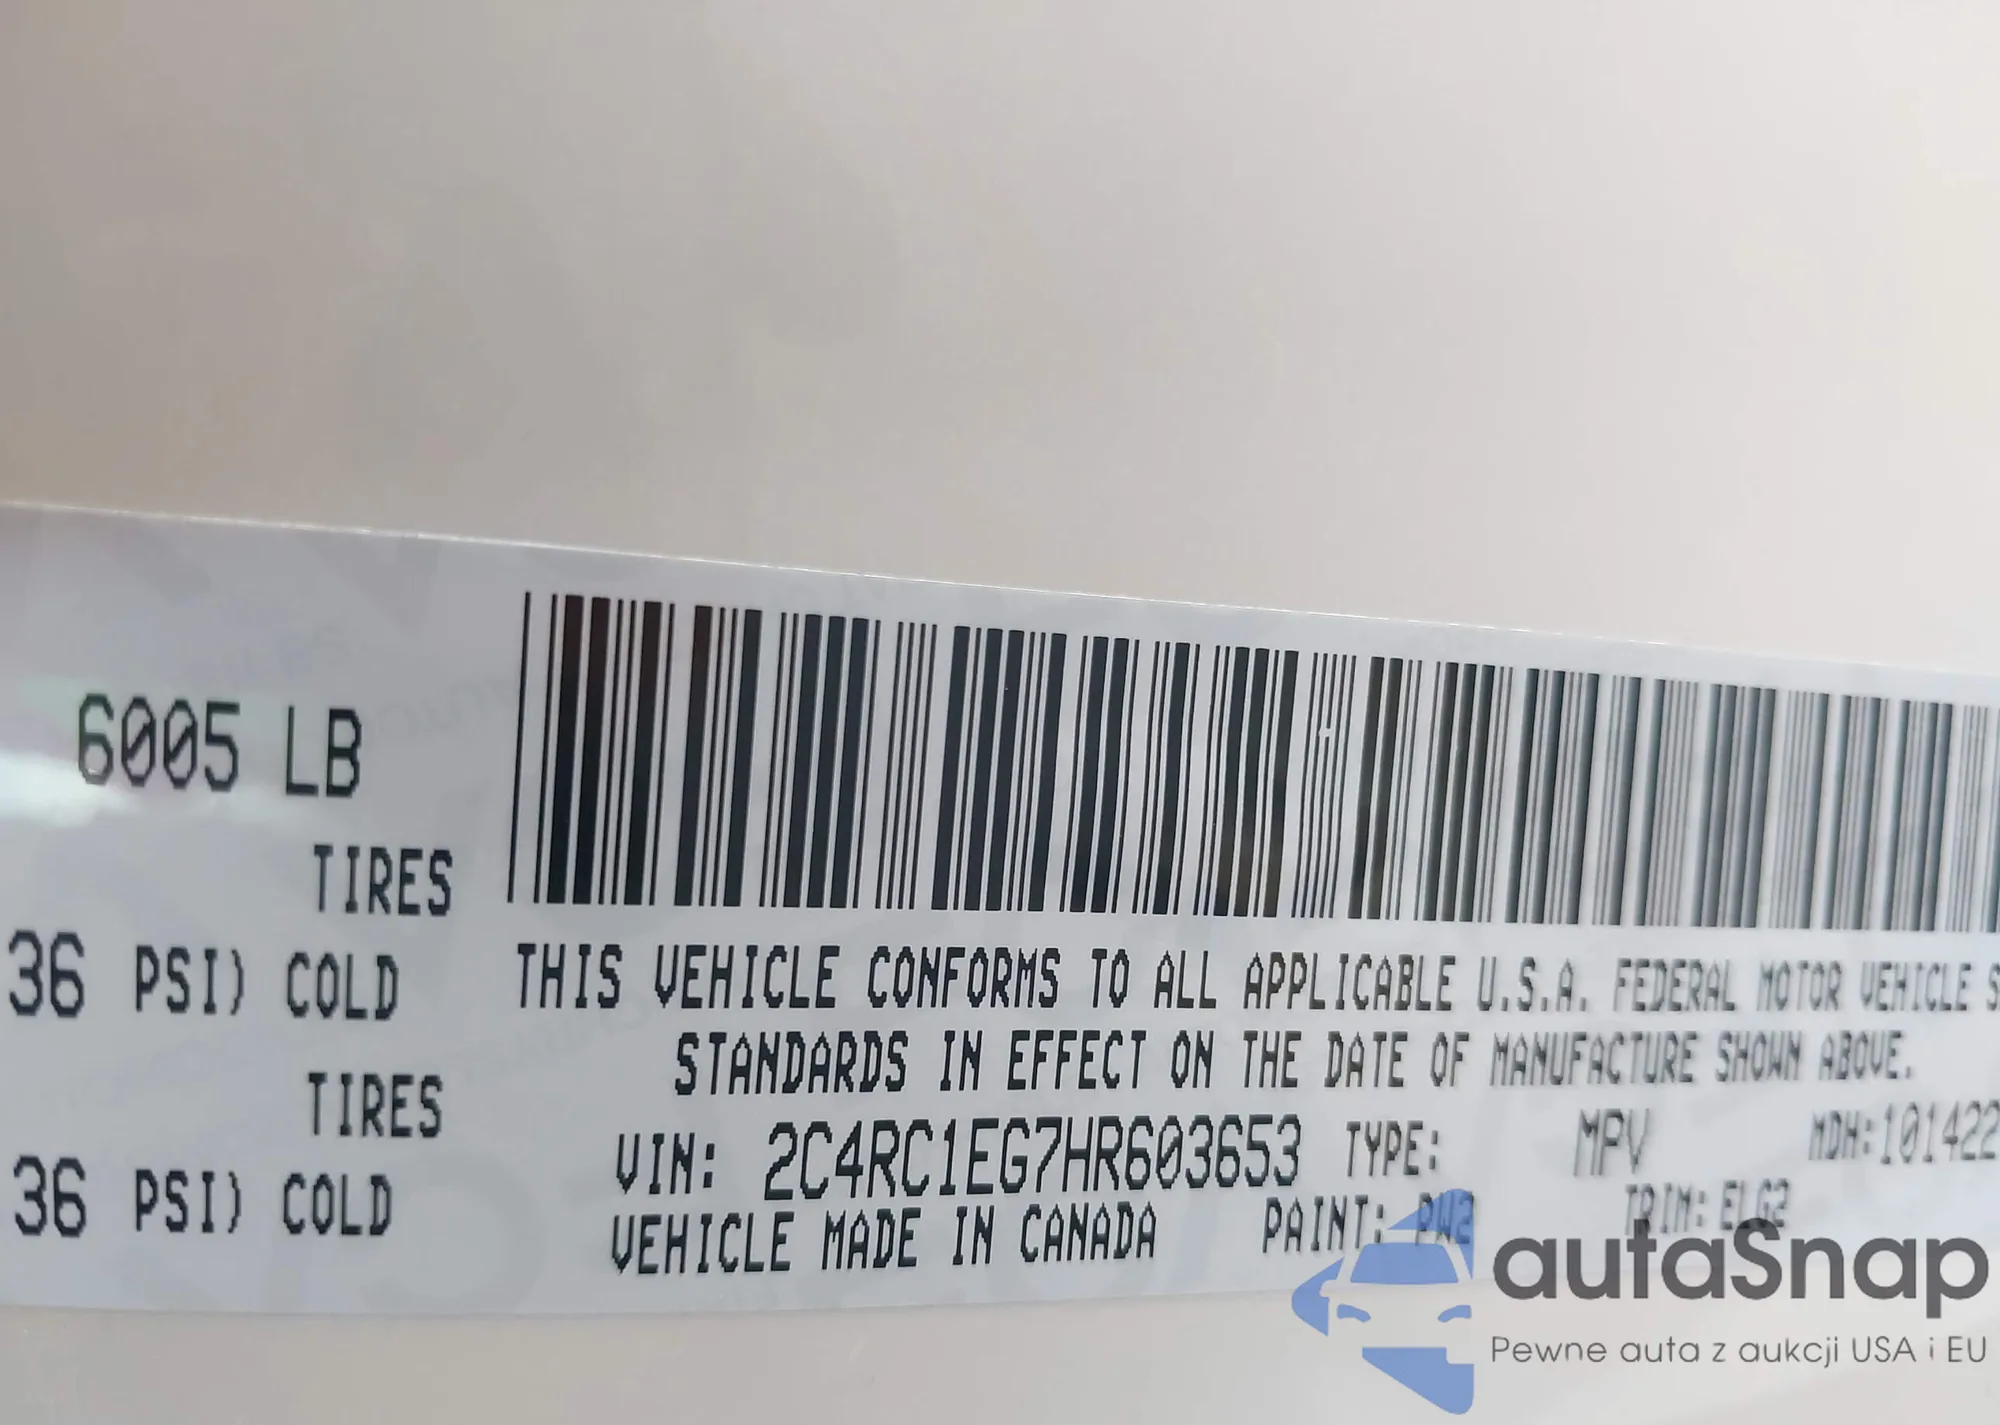 6005 LB
TIRES
36 PSI) COLD
TIRES
36 PSI) COLD
THIS VEHICLE CONFORMS TO ALL APPLICABLE U.S.A. FEDERAL MOTOR VEHICLE S
STANDARDS IN EFFECT ON THE DATE OF MANUFACTURE SHOWN ABOVE.
VIN: 2C4RC1EG7HR603653 TYPE: MPV MDH:101422
VEHICLE MADE IN CANADA PAINT: PW2 TRIM: ELG2
autaSnap
Pewne auta z aukcji USA i EU